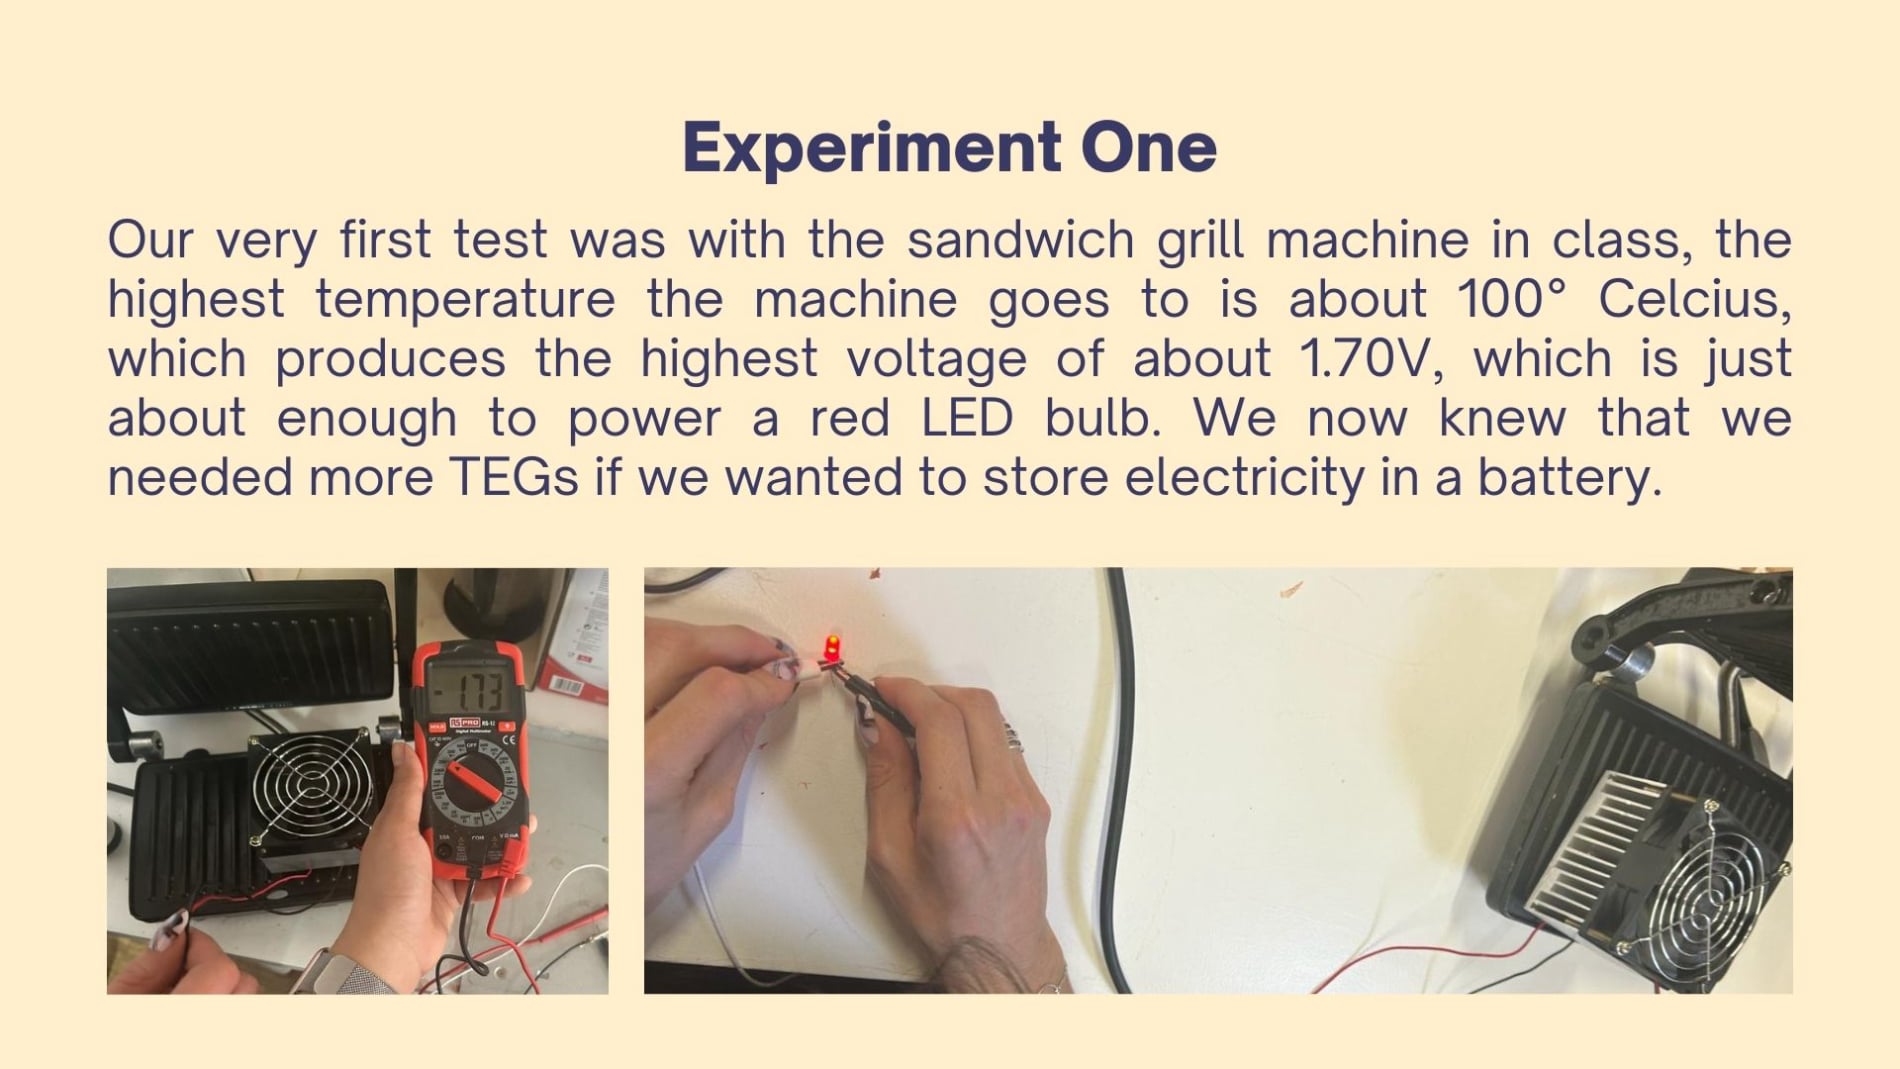 Experiment One
Our very first test was with the sandwich grill machine in class, the
highest temperature the machine goes to is about 100° Celcius,
which produces the highest voltage of about 1.70V, which is just
about enough to power a red LED bulb. We now knew that we
needed more TEGs if we wanted to store electricity in a battery.
-1.73
RS PRO
Digital Multimeter
OFF
COM